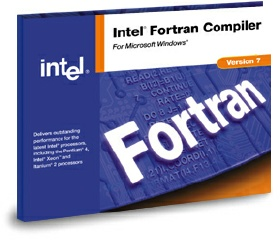 Intel® Fortran Compiler
For Microsoft Windows®
Version 7
intel®
Delivers outstanding
performance for the
latest Intel® processors,
including the Pentium® 4,
Intel® Xeon™ and
Itanium® 2 processors
Fortran